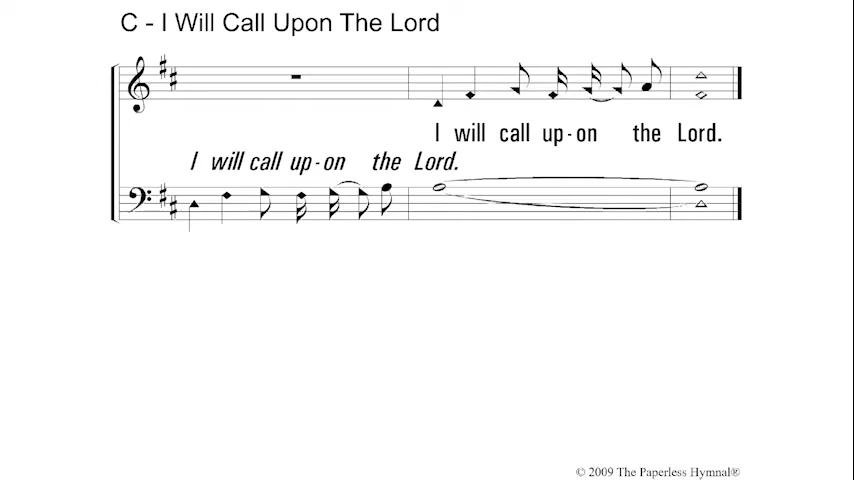 C - I Will Call Upon The Lord
I will call up-on the Lord.
I will call up-on the Lord.
© 2009 The Paperless Hymnal®